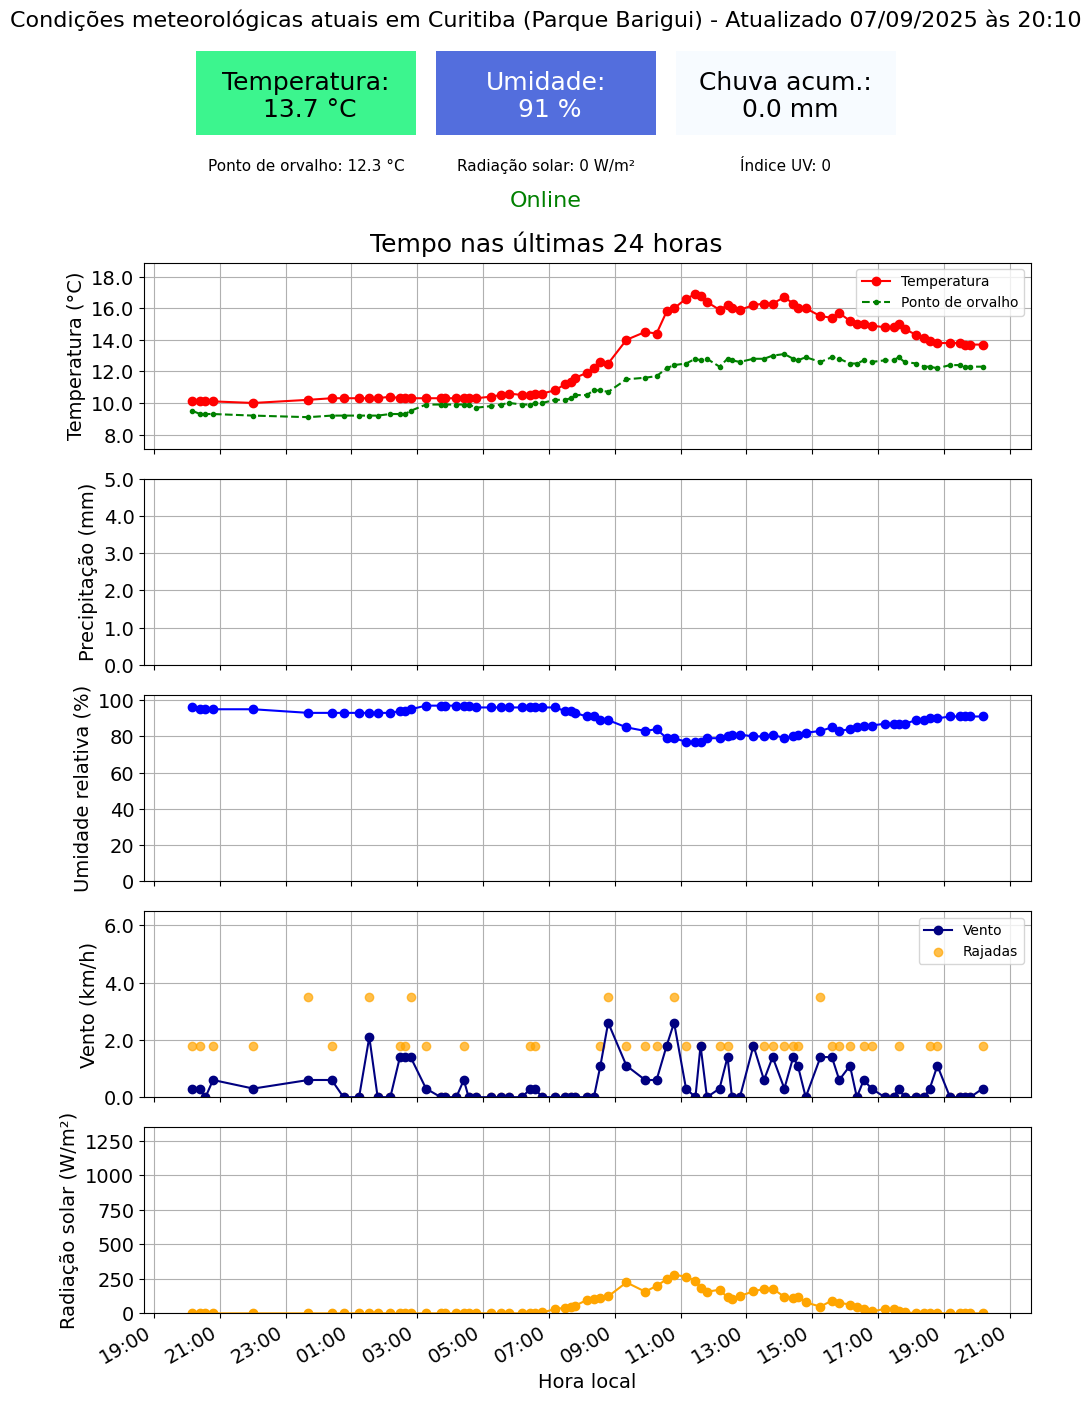 Condições meteorológicas atuais em Curitiba (Parque Barigui) - Atualizado 07/09/2025 às 20:10
Temperatura:
13.7 °C
Umidade:
91 %
Chuva acum.:
0.0 mm
Ponto de orvalho: 12.3 °C
Radiação solar: 0 W/m²
Índice UV: 0
Online
Tempo nas últimas 24 horas
Temperatura (°C)
18.0
16.0
14.0
12.0
10.0
8.0
Temperatura
Ponto de orvalho
Precipitação (mm)
5.0
4.0
3.0
2.0
1.0
0.0
Umidade relativa (%)
100
80
60
40
20
0
Vento (km/h)
6.0
4.0
2.0
0.0
Vento
Rajadas
Radiação solar (W/m²)
1250
1000
750
500
250
0
19:00
21:00
23:00
01:00
03:00
05:00
07:00
09:00
11:00
13:00
15:00
17:00
19:00
21:00
Hora local